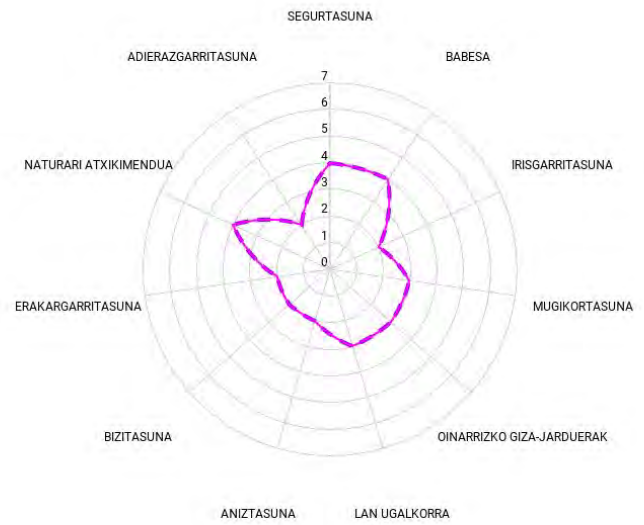 SEGURTASUNA
ADIERAZGARRITASUNA
BABESA
7
6
5
4
3
2
1
0
NATURARI ATXIKIMENDUA
IRISGARRITASUNA
ERAKARGARRITASUNA
MUGIKORTASUNA
BIZITASUNA
OINARRIZKO GIZA-JARDUERAK
ANIZTASUNA
LAN UGALKORRA